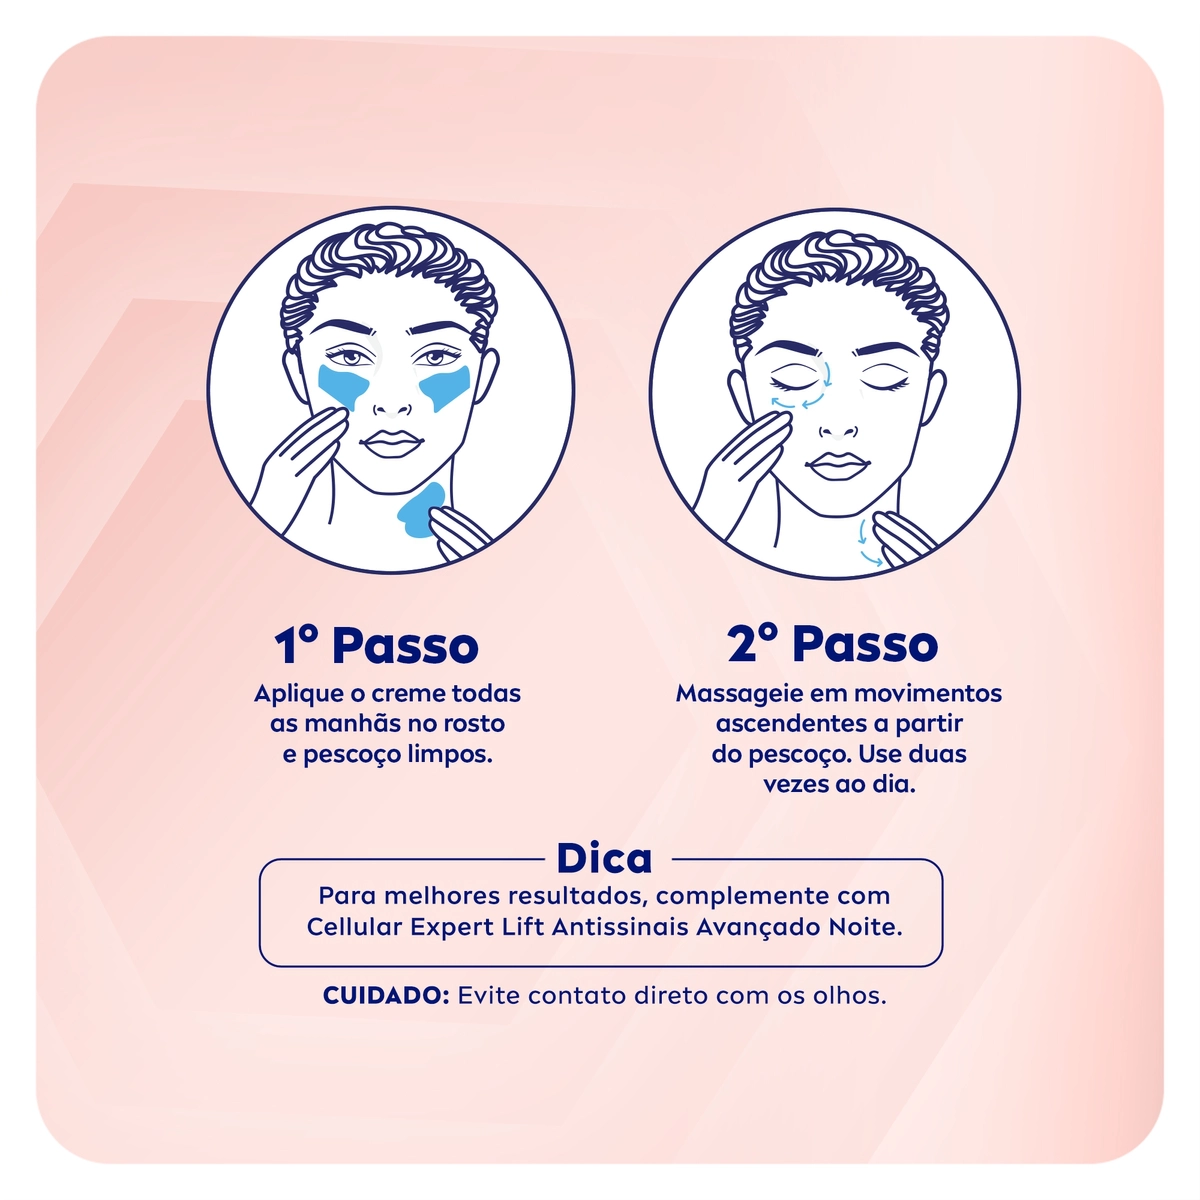 1º Passo
Aplique o creme todas
as manhãs no rosto
e pescoço limpos.
2º Passo
Massageie em movimentos
ascendentes a partir
do pescoço. Use duas
vezes ao dia.
Dica
Para melhores resultados, complemente com
Cellular Expert Lift Antissinais Avançado Noite.
CUIDADO: Evite contato direto com os olhos.